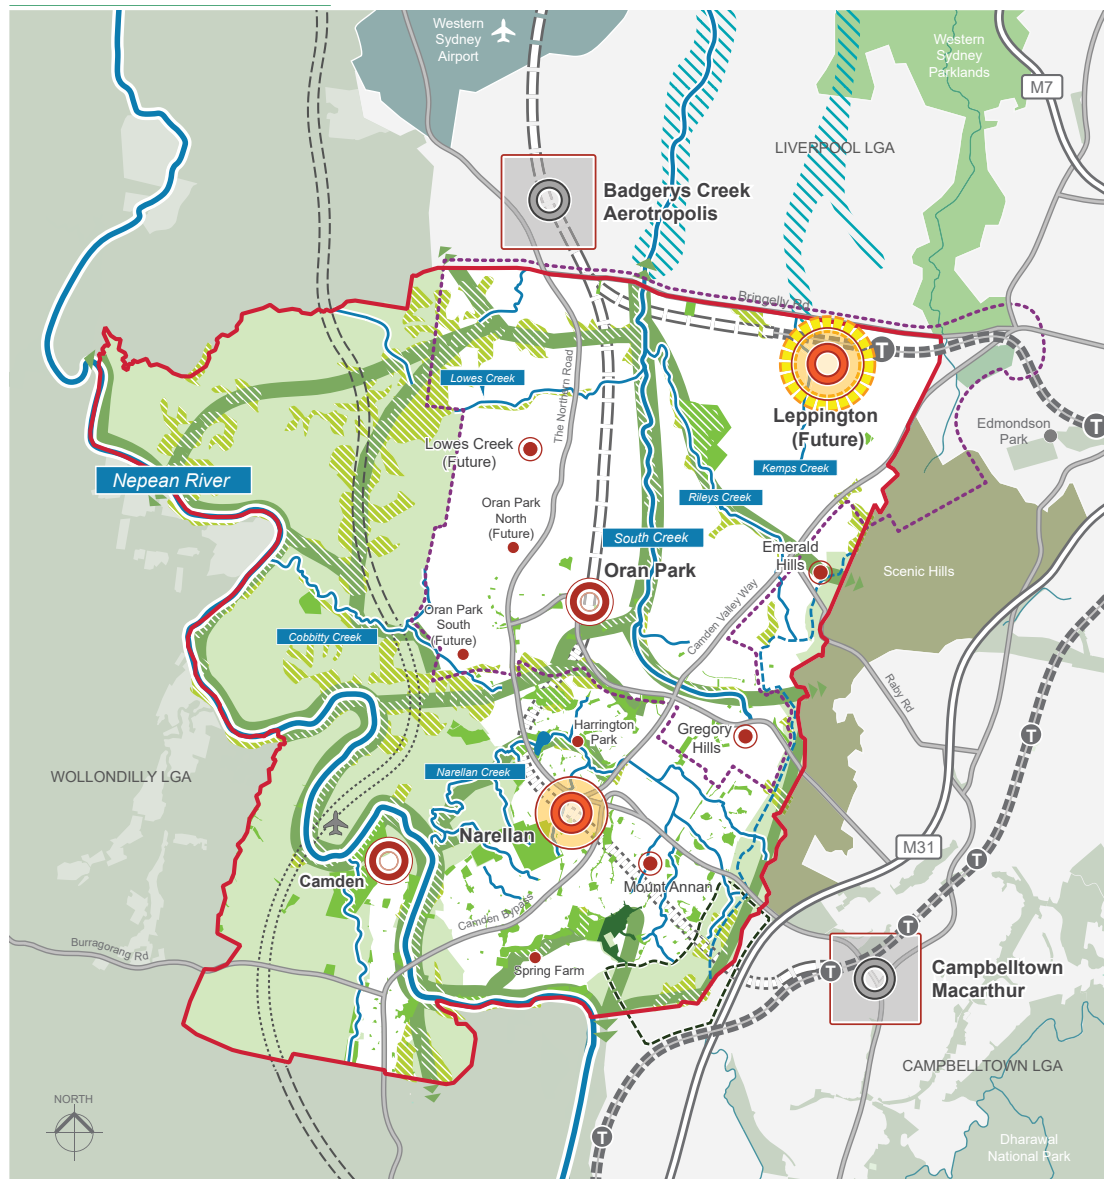 Western
Sydney
Airport
Western
Sydney
Parklands
M7
LIVERPOOL LGA
Badgerys Creek
Aerotropolis
Bringelly Rd
T
The Northern Road
Lowes Creek
Leppington
(Future)
Edmondson
Park
T
Lowes Creek
(Future)
Kemps Creek
Nepean River
Rileys Creek
Oran Park
North
(Future)
South Creek
Emerald
Hills
Scenic Hills
Oran Park
Camden Valley Way
Oran Park
South
(Future)
Cobbitty Creek
Raby Rd
Harrington
Park
Gregory
Hills
T
WOLLONDILLY LGA
Narellan Creek
Narellan
M31
T
Camden
Mount Annan
Camden Bypass
T
Burragorang Rd
Spring Farm
T
Campbelltown
Macarthur
CAMPBELLTOWN LGA
NORTH
T
Dharawal
National Park